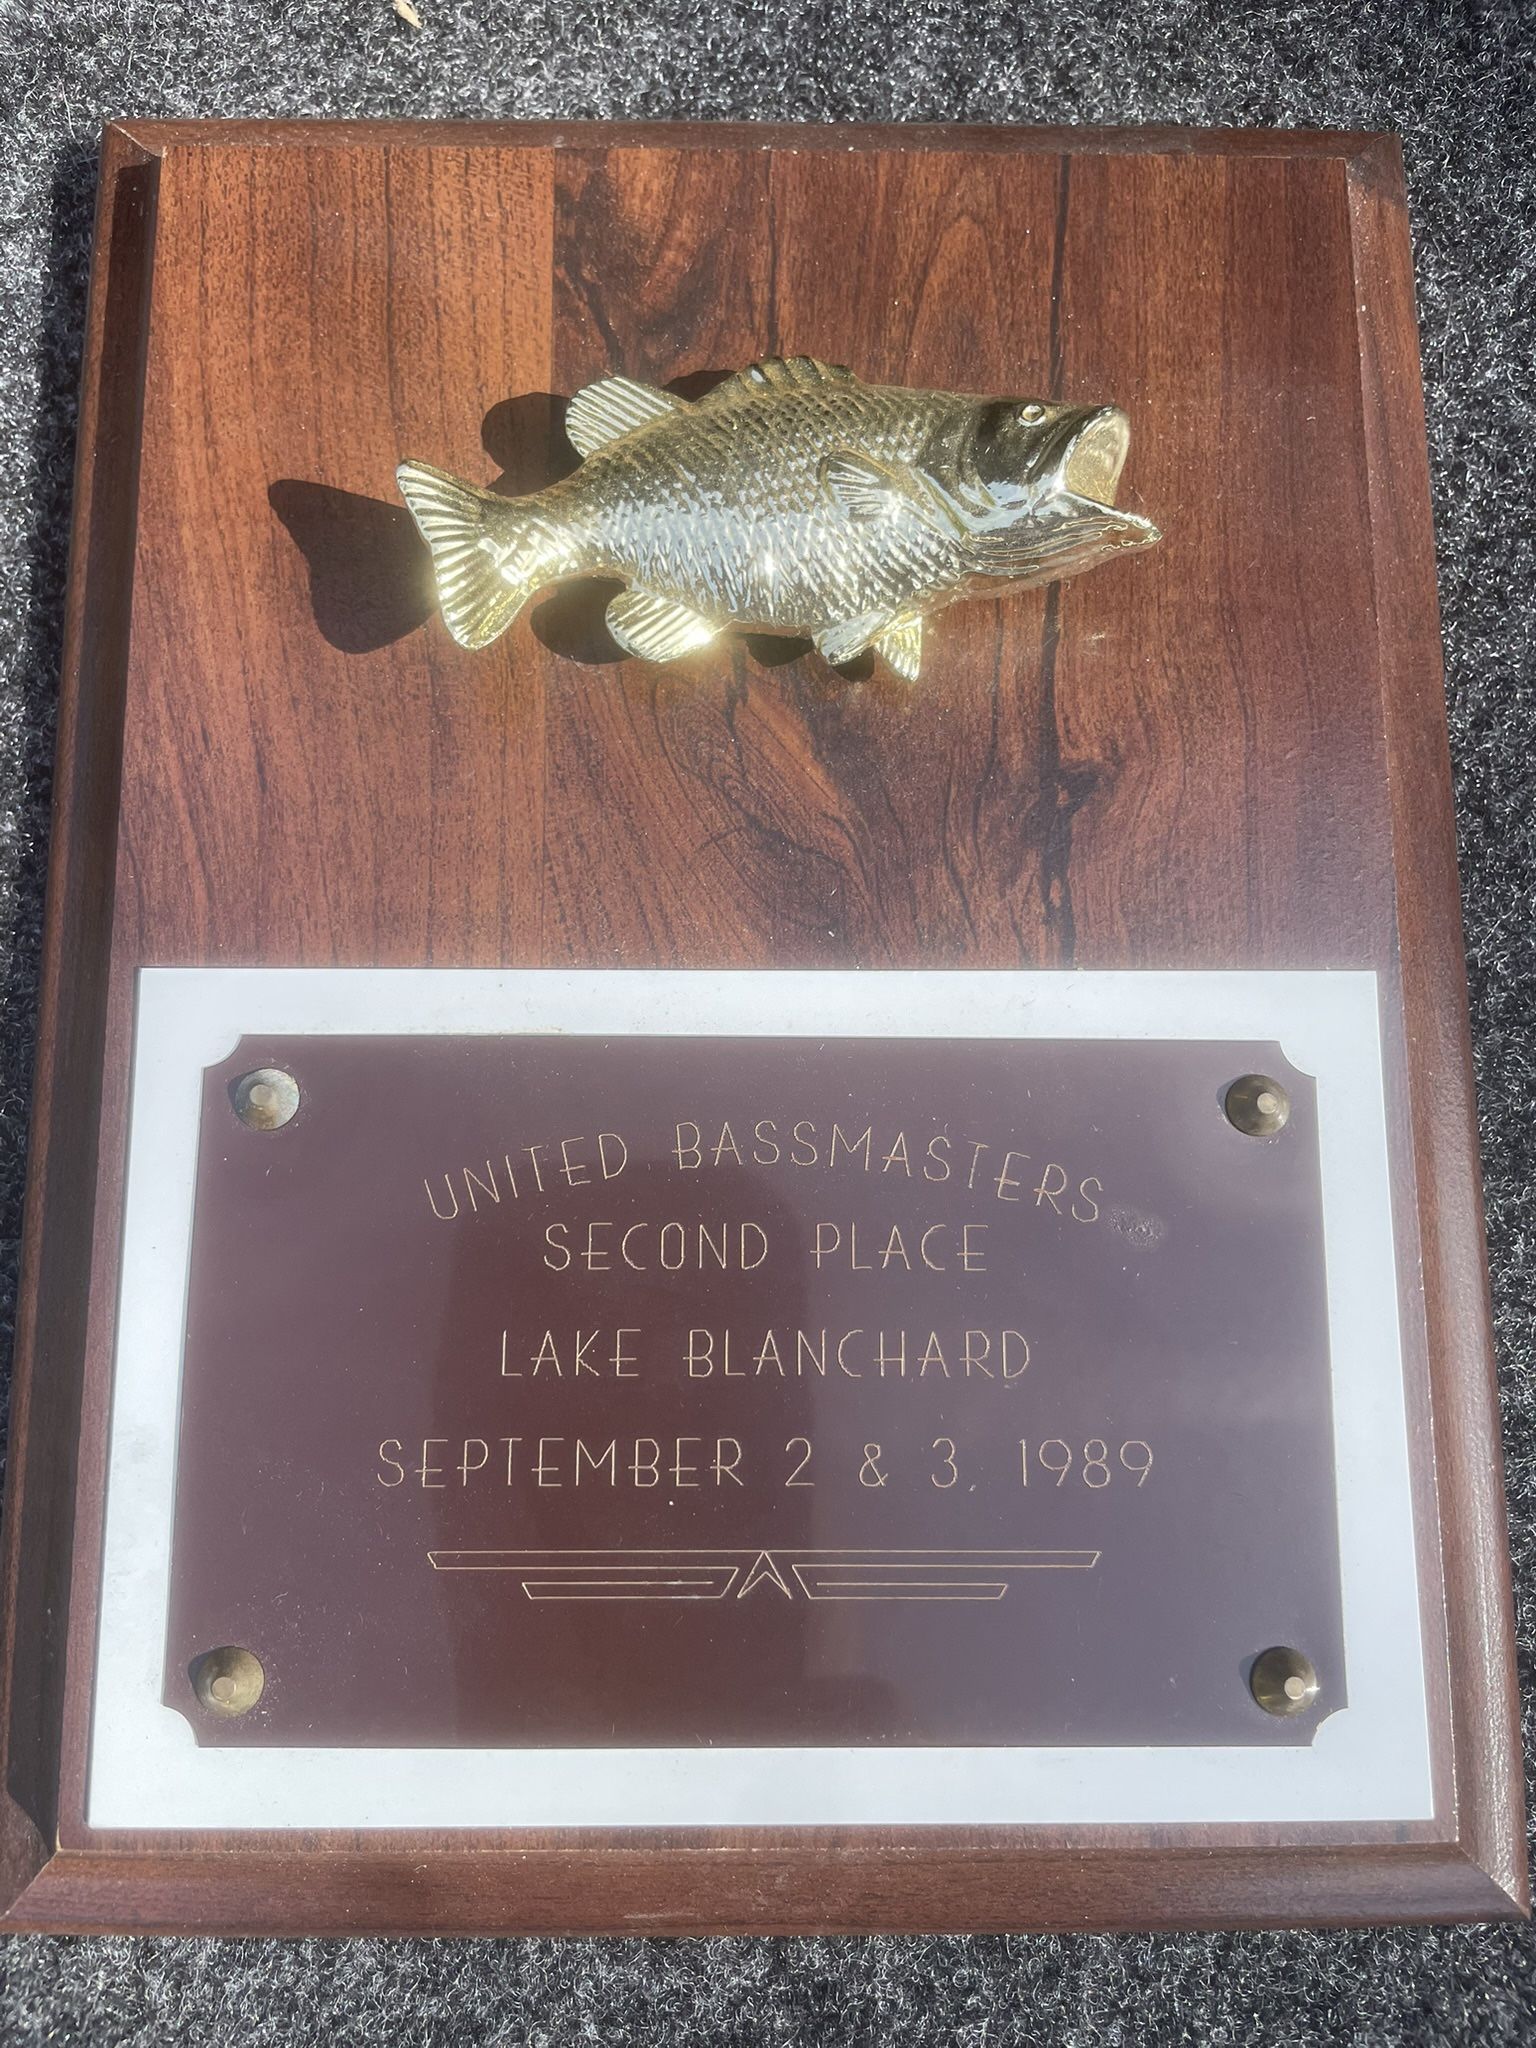 UNITED BASSMASTERS
SECOND PLACE
LAKE BLANCHARD
SEPTEMBER 2 & 3, 1989